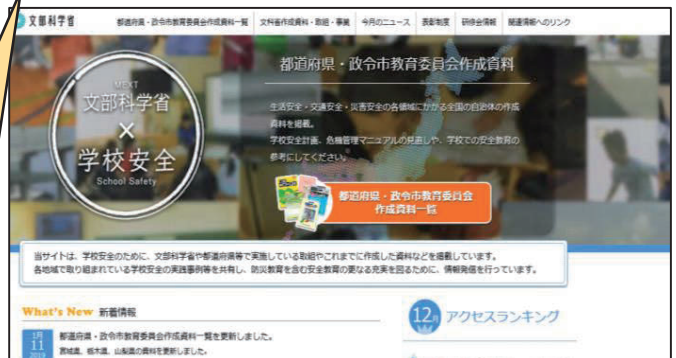 文部科学省
都道府県・政令市教育委員会作成資料一覧 文科省作成資料・取組・事業 今月のニュース 表彰制度 研修会情報 関連情報へのリンク
都道府県・政令市教育委員会作成資料
MEXT
文部科学省
×
学校安全
School Safety
生活安全・交通安全・災害安全の各領域にかかる全国の自治体の作成
資料を掲載。
学校安全計画、危機管理マニュアルの見直しや、学校での安全教育の
参考にしてください。
都道府県・政令市教育委員会
作成資料一覧
当サイトは、学校安全のために、文部科学省や都道府県等で実施している取組やこれまでに作成した資料などを掲載しています。
各地域で取り組まれている学校安全の実践事例等を共有し、防災教育を含む安全教育の更なる充実を図るために、情報発信を行っています。
What's New 新着情報
12月 アクセスランキング
1月
11
2019
都道府県・政令市教育委員会作成資料一覧を更新しました。
宮城県、栃木県、山梨県の資料を更新しました。